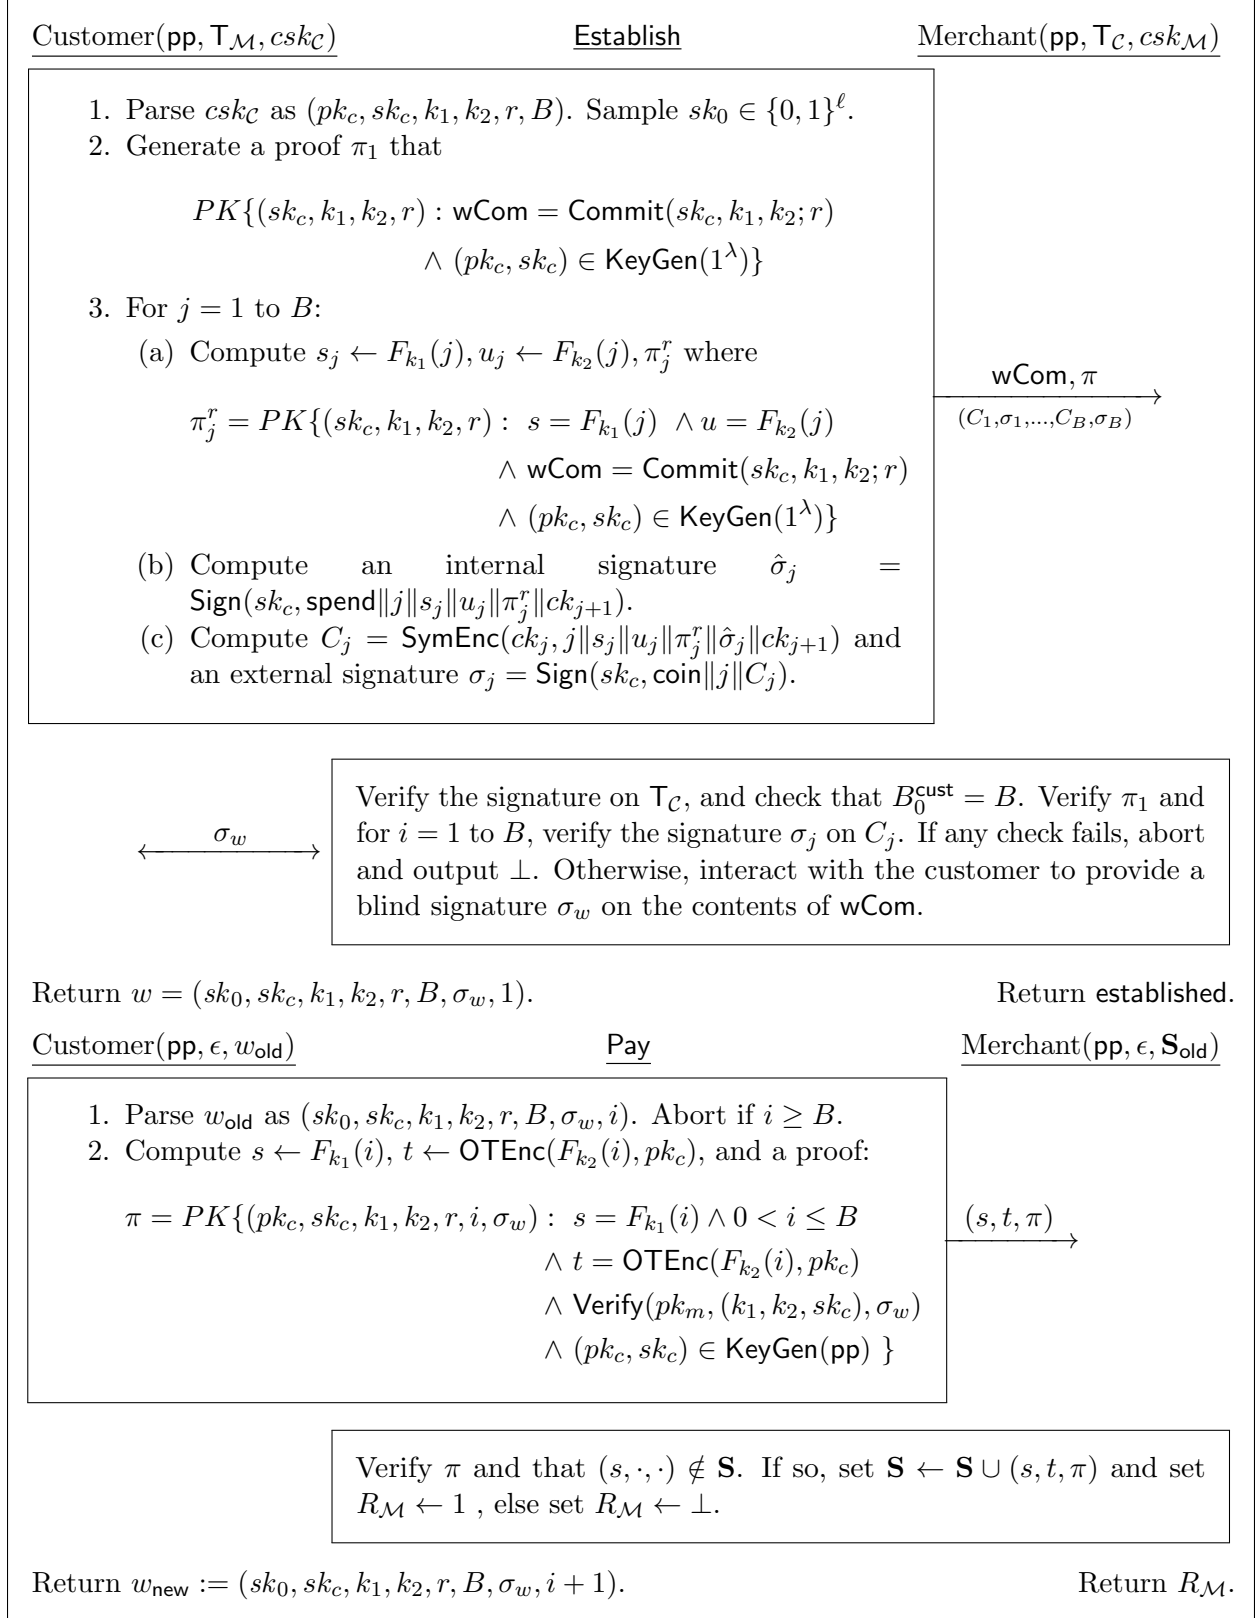 Customer(pp, T_M, csk_C) Establish Merchant(pp, T_C, csk_M)
1. Parse csk_C as (pk_c, sk_c, k_1, k_2, r, B). Sample sk_0 ∈ {0, 1}^ℓ.
2. Generate a proof π_1 that
PK{(sk_c, k_1, k_2, r) : wCom = Commit(sk_c, k_1, k_2; r)
∧ (pk_c, sk_c) ∈ KeyGen(1^λ)}
3. For j = 1 to B:
(a) Compute s_j ← F_{k_1}(j), u_j ← F_{k_2}(j), π_j^r where
π_j^r = PK{(sk_c, k_1, k_2, r) : s = F_{k_1}(j) ∧ u = F_{k_2}(j)
∧ wCom = Commit(sk_c, k_1, k_2; r)
∧ (pk_c, sk_c) ∈ KeyGen(1^λ)}
(b) Compute an internal signature σ̂_j =
Sign(sk_c, spend‖j‖s_j‖u_j‖π_j^r‖ck_{j+1}).
(c) Compute C_j = SymEnc(ck_j, j‖s_j‖u_j‖π_j^r‖σ̂_j‖ck_{j+1}) and
an external signature σ_j = Sign(sk_c, coin‖j‖C_j).
wCom, π
(C_1,σ_1,...,C_B,σ_B)
σ_w
Verify the signature on T_C, and check that B_0^cust = B. Verify π_1 and
for i = 1 to B, verify the signature σ_j on C_j. If any check fails, abort
and output ⊥. Otherwise, interact with the customer to provide a
blind signature σ_w on the contents of wCom.
Return w = (sk_0, sk_c, k_1, k_2, r, B, σ_w, 1). Return established.
Customer(pp, ϵ, w_old) Pay Merchant(pp, ϵ, S_old)
1. Parse w_old as (sk_0, sk_c, k_1, k_2, r, B, σ_w, i). Abort if i ≥ B.
2. Compute s ← F_{k_1}(i), t ← OTEnc(F_{k_2}(i), pk_c), and a proof:
π = PK{(pk_c, sk_c, k_1, k_2, r, i, σ_w) : s = F_{k_1}(i) ∧ 0 < i ≤ B
∧ t = OTEnc(F_{k_2}(i), pk_c)
∧ Verify(pk_m, (k_1, k_2, sk_c), σ_w)
∧ (pk_c, sk_c) ∈ KeyGen(pp) }
(s, t, π)
Verify π and that (s, ·, ·) ∉ S. If so, set S ← S ∪ (s, t, π) and set
R_M ← 1 , else set R_M ← ⊥.
Return w_new := (sk_0, sk_c, k_1, k_2, r, B, σ_w, i + 1). Return R_M.